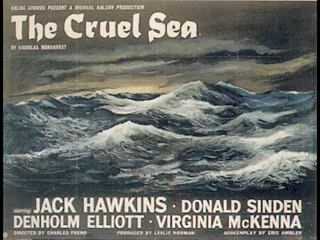 EALING STUDIOS PRESENT A MICHAEL BALCON PRODUCTION
The Cruel Sea
BY NICHOLAS MONSARRAT
starring JACK HAWKINS · DONALD SINDEN
DENHOLM ELLIOTT · VIRGINIA McKENNA
DIRECTED BY CHARLES FREND PRODUCED BY LESLIE NORMAN SCREENPLAY BY ERIC AMBLER